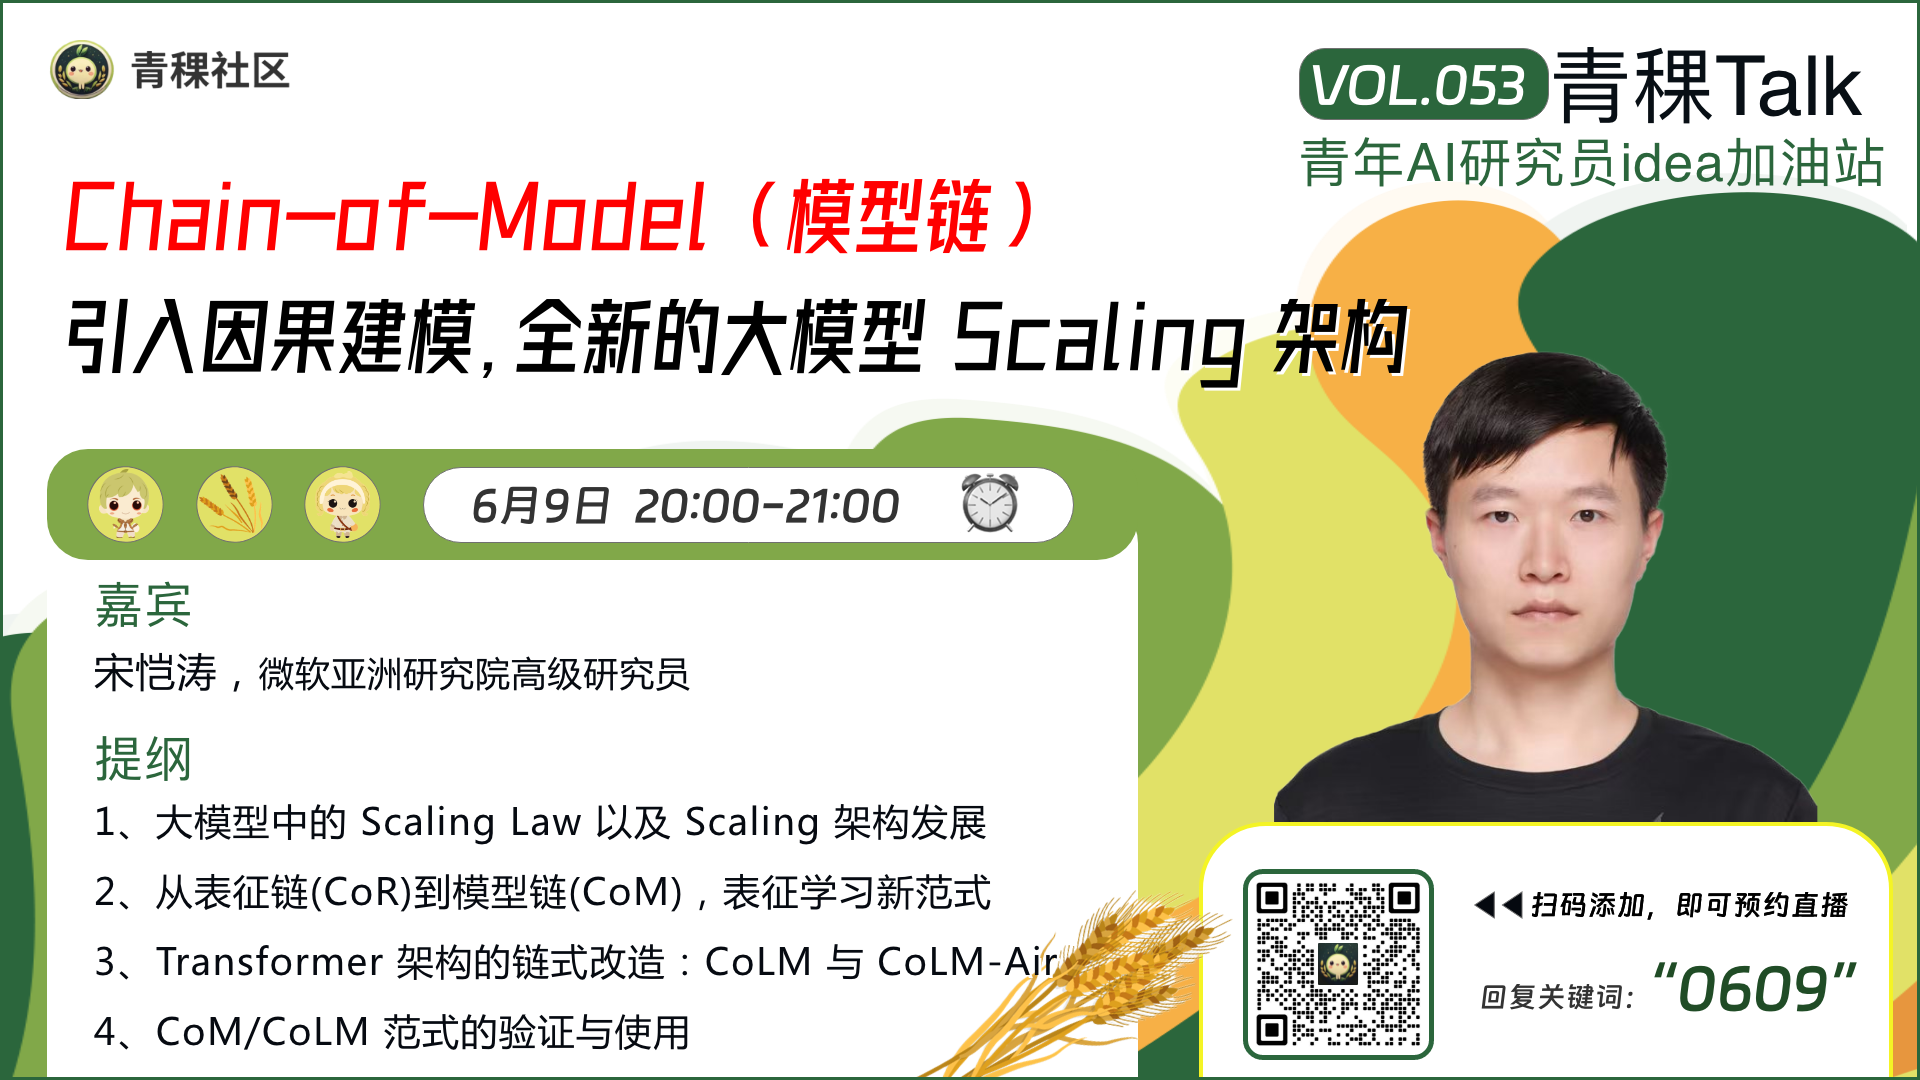 青稞社区
VOL.053 青稞Talk
青年AI研究员idea加油站
Chain-of-Model（模型链）
引入因果建模,全新的大模型 Scaling 架构
6月9日 20:00-21:00
嘉宾
宋恺涛，微软亚洲研究院高级研究员
提纲
1、大模型中的 Scaling Law 以及 Scaling 架构发展
2、从表征链(CoR)到模型链(CoM)，表征学习新范式
3、Transformer 架构的链式改造：CoLM 与 CoLM-Air
4、CoM/CoLM 范式的验证与使用
扫码添加，即可预约直播
回复关键词：“0609”